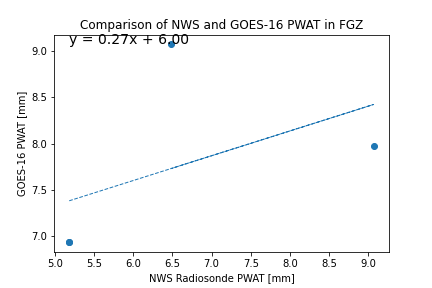 Comparison of NWS and GOES-16 PWAT in FGZ
y = 0.27x + 6.00
9.0
8.5
8.0
7.5
7.0
GOES-16 PWAT [mm]
5.0 5.5 6.0 6.5 7.0 7.5 8.0 8.5 9.0
NWS Radiosonde PWAT [mm]